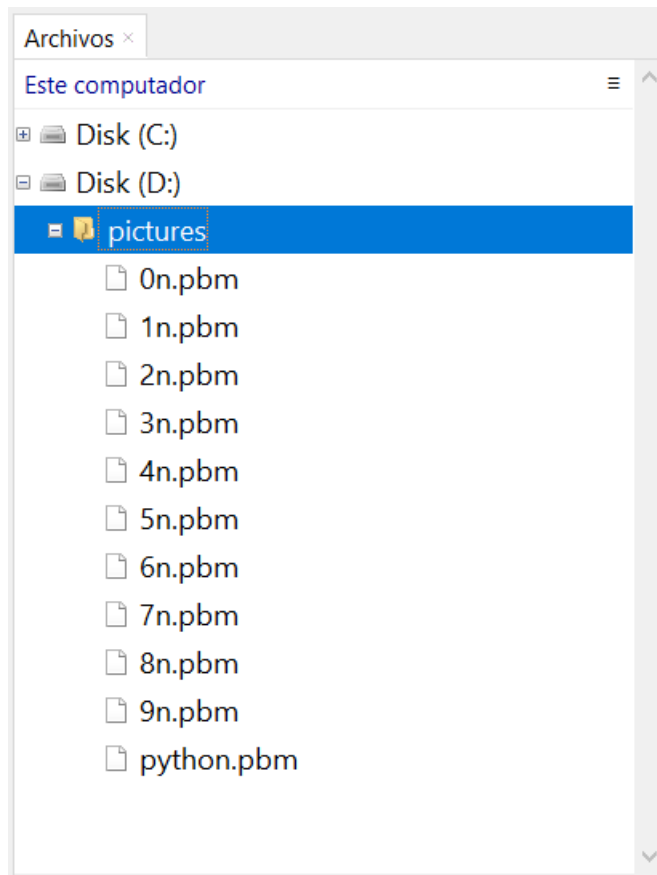 Archivos
Este computador
Disk (C:)
Disk (D:)
pictures
0n.pbm
1n.pbm
2n.pbm
3n.pbm
4n.pbm
5n.pbm
6n.pbm
7n.pbm
8n.pbm
9n.pbm
python.pbm